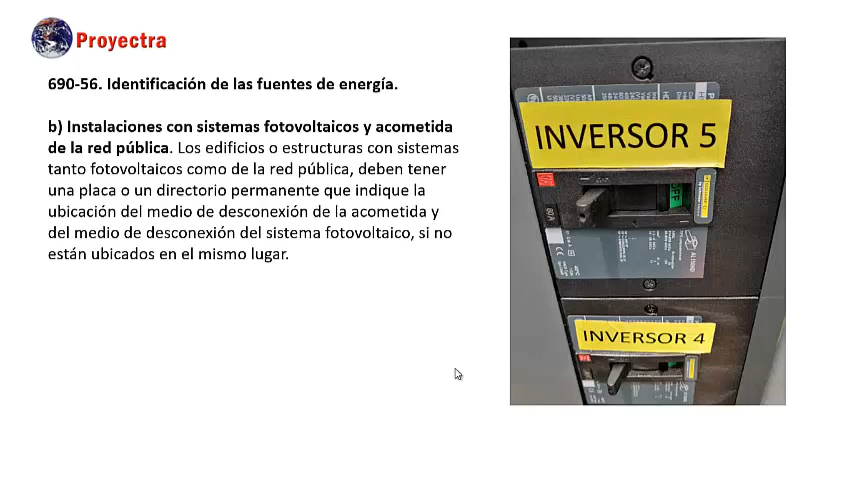 Proyectra
690-56. Identificación de las fuentes de energía.
b) Instalaciones con sistemas fotovoltaicos y acometida
de la red pública. Los edificios o estructuras con sistemas
tanto fotovoltaicos como de la red pública, deben tener
una placa o un directorio permanente que indique la
ubicación del medio de desconexión de la acometida y
del medio de desconexión del sistema fotovoltaico, si no
están ubicados en el mismo lugar.
INVERSOR 5
OFF
80 A
INVERSOR 4